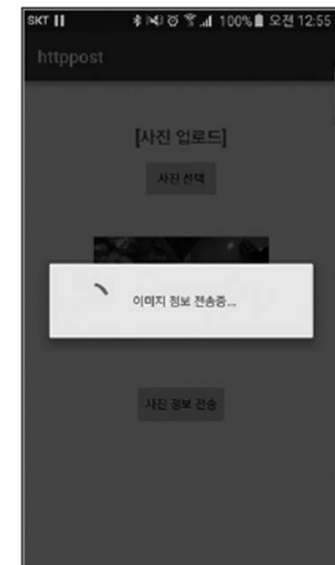 SKT 100% 오전 12:55
httppost
[사진 업로드]
사진 선택
이미지 정보 전송중...
사진 정보 전송